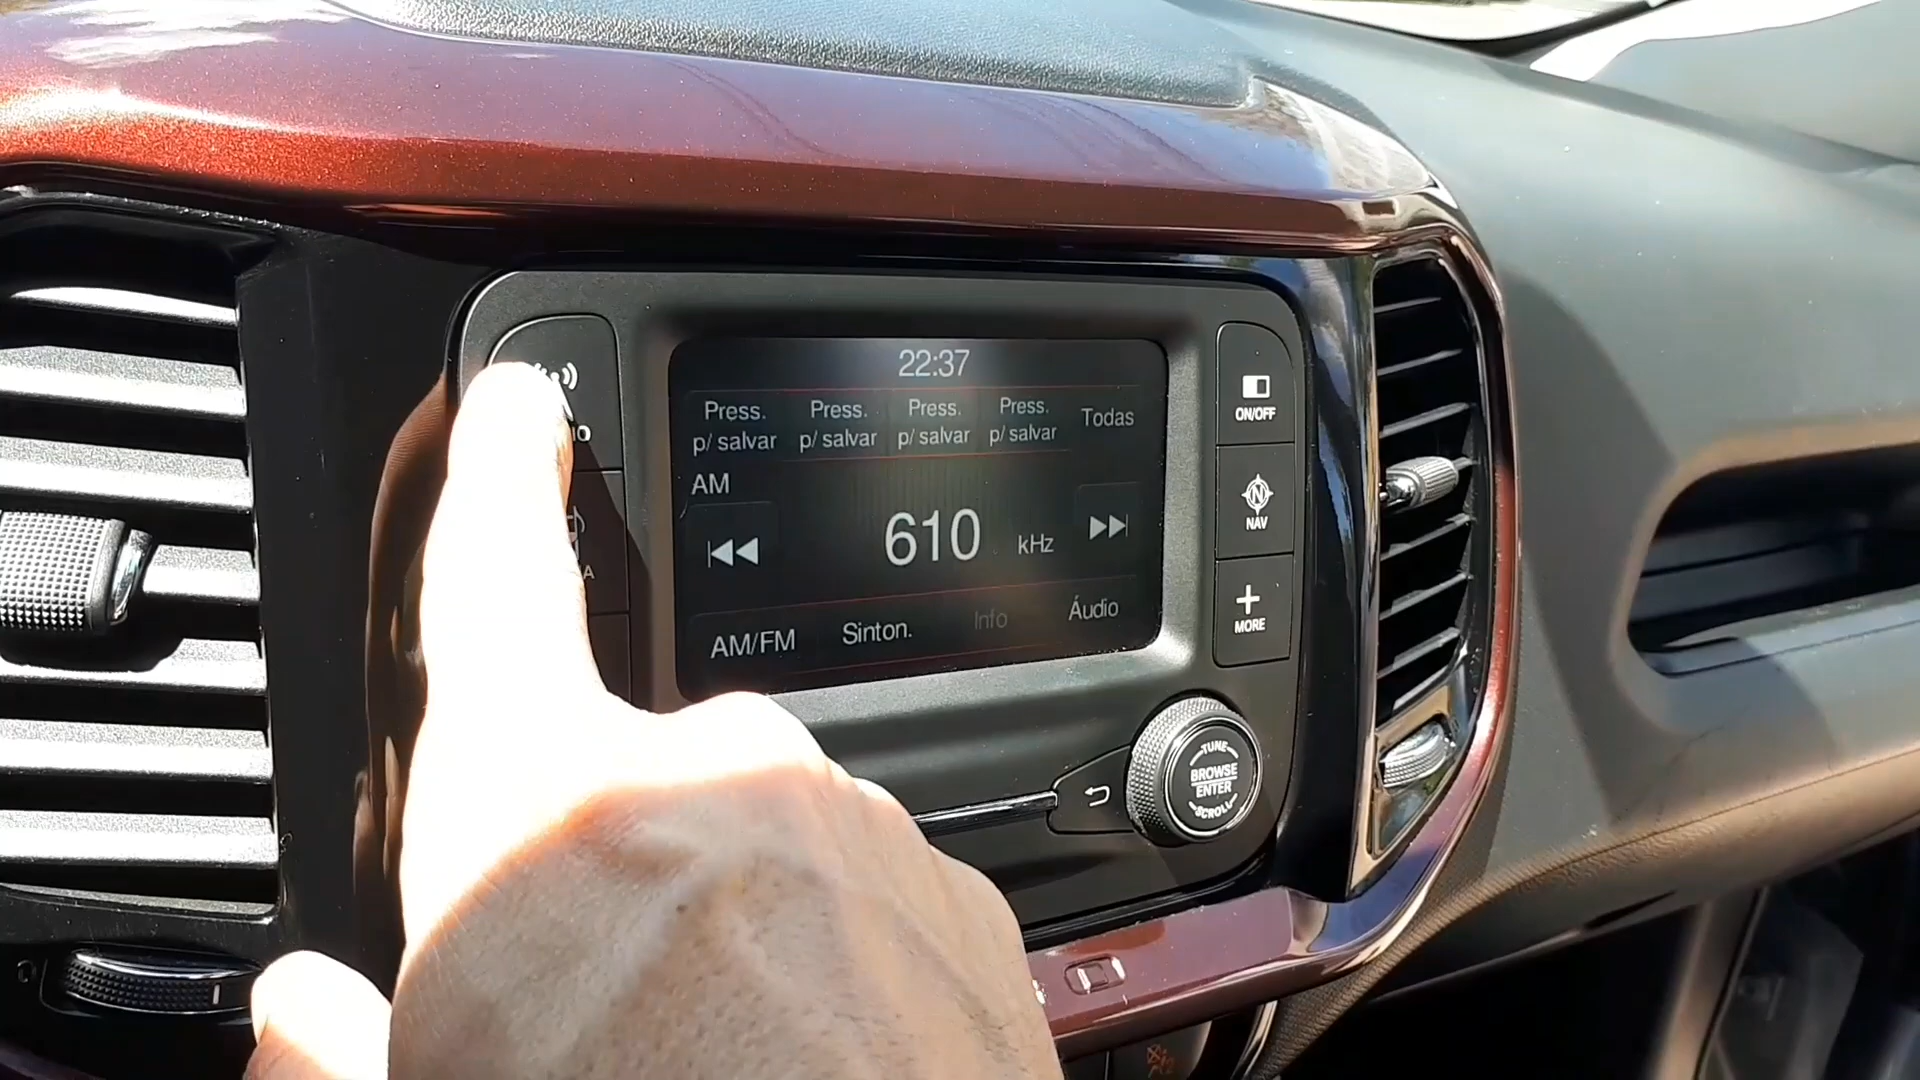 22:37
Press. Press. Press. Press. Todas
p/ salvar p/ salvar p/ salvar p/ salvar
AM
610 kHz
AM/FM Sinton. Info Áudio
ON/OFF
NAV
MORE
TUNE
BROWSE
ENTER
SCROLL